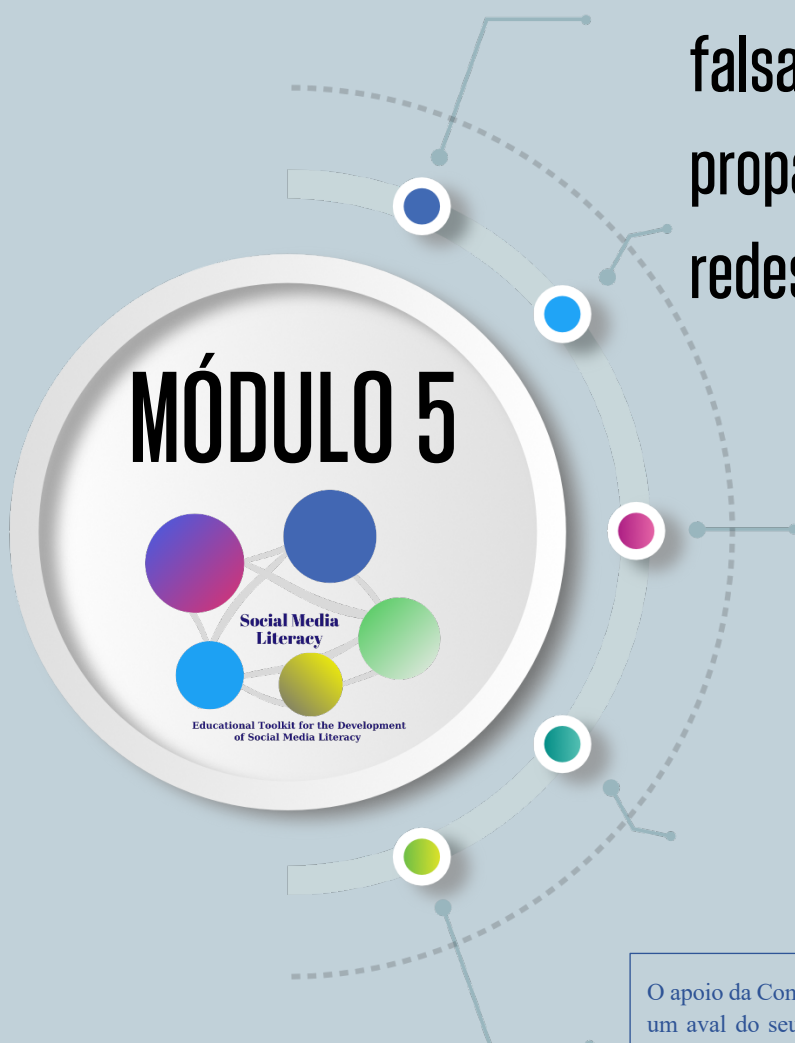 falsa
propa
redes
MÓDULO 5
Social Media
Literacy
Educational Toolkit for the Development
of Social Media Literacy
O apoio da Con
um aval do seu